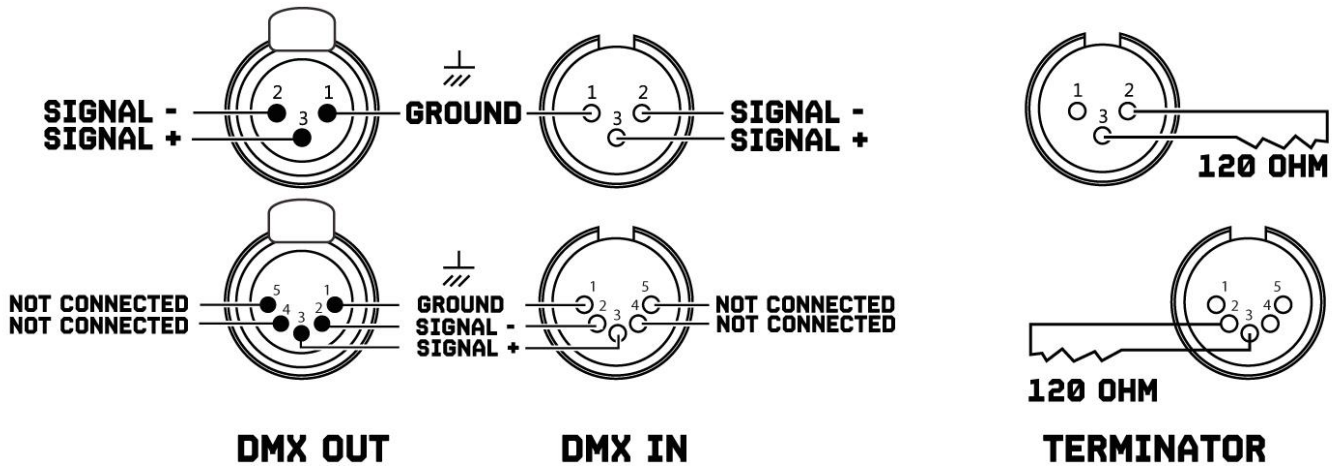 2 1 1 2 1 2
SIGNAL - GROUND SIGNAL -
3 3 3
SIGNAL + SIGNAL +
120 OHM
5 1 1 5 1 5
NOT CONNECTED GROUND NOT CONNECTED
4 2 2 4 2 4
NOT CONNECTED SIGNAL - NOT CONNECTED
3 3 3
SIGNAL +
120 OHM
DMX OUT DMX IN TERMINATOR